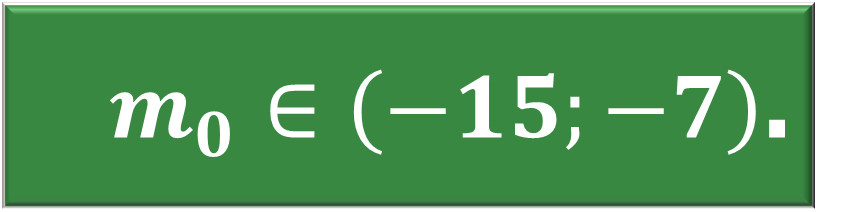 m₀ ∈ (−15; −7).